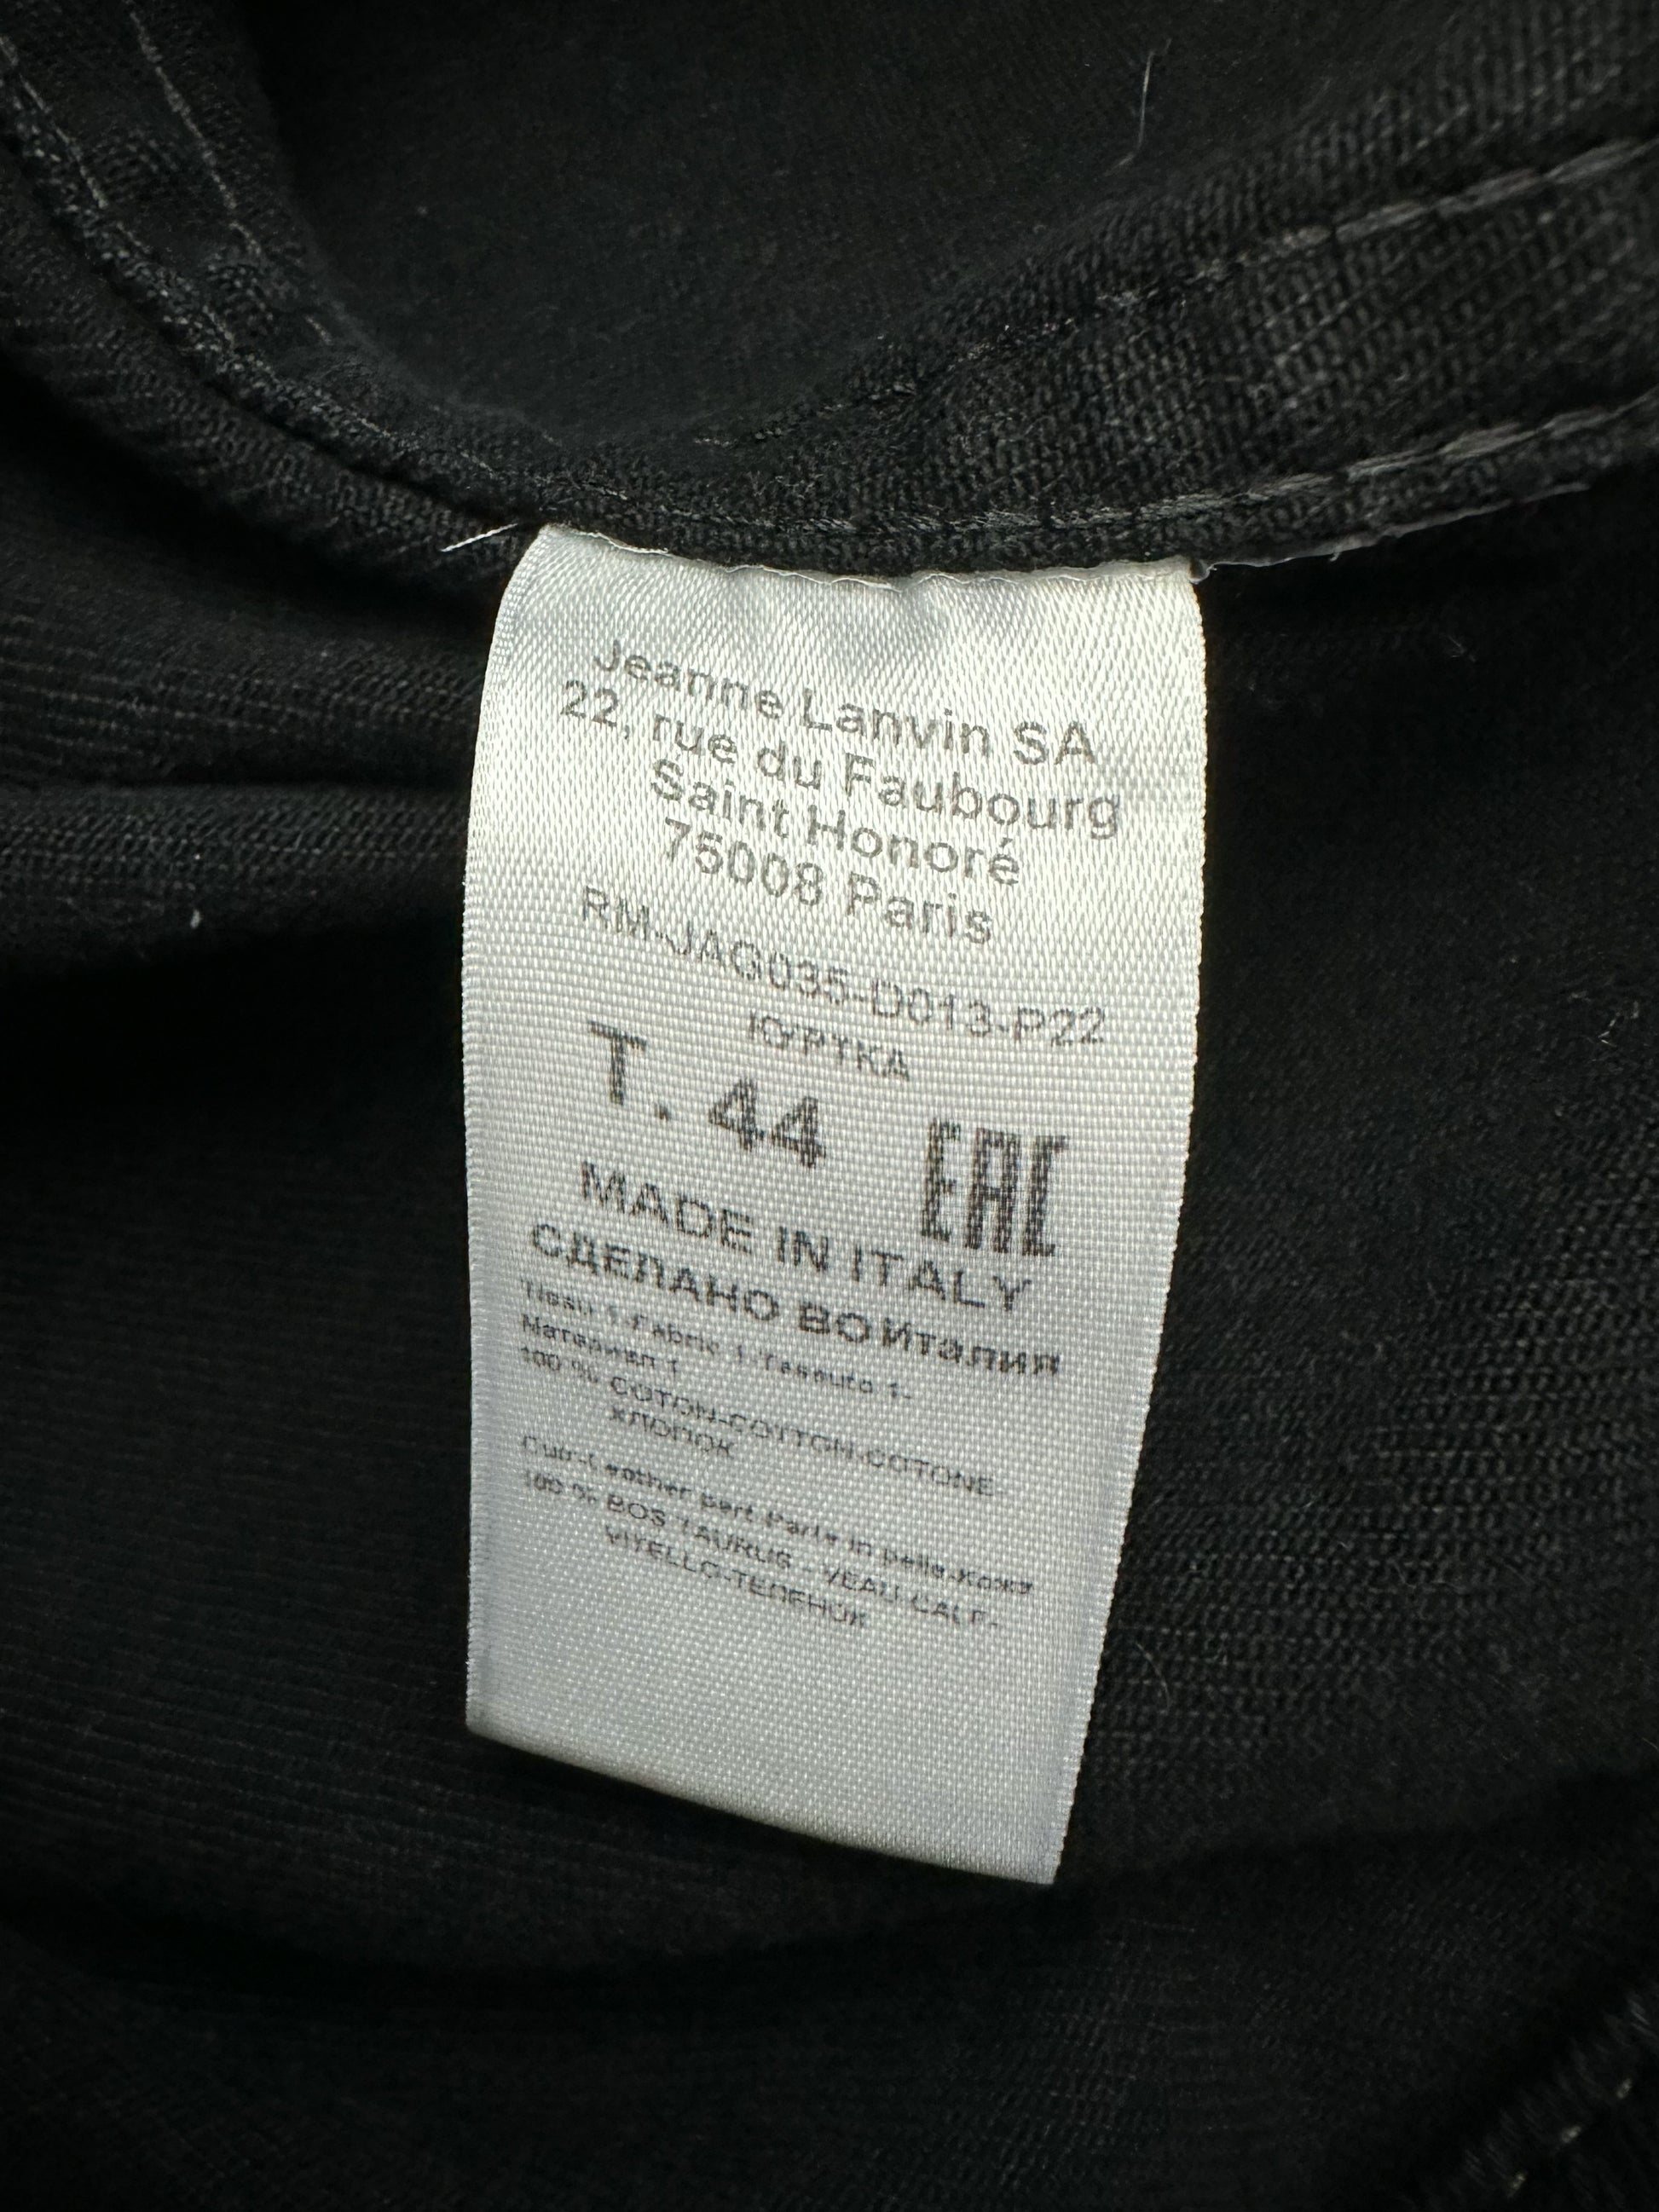 Jeanne Lanvin SA
22, rue du Faubourg
Saint Honoré
75008 Paris
RM-JAG035-D013-P22
КУРТКА
T. 44 EAC
MADE IN ITALY
СДЕЛАНО ВО Италия
Tissu 1-Fabric 1-Tessuto 1-
Материал 1
100 % COTON-COTTON-COTONE-
ХЛОПОК
Cuir-Leather part-Parte in pelle-Кожа
100 % BOS TAURUS - VEAU-CALF-
VITELLO-ТЕЛЕНОК